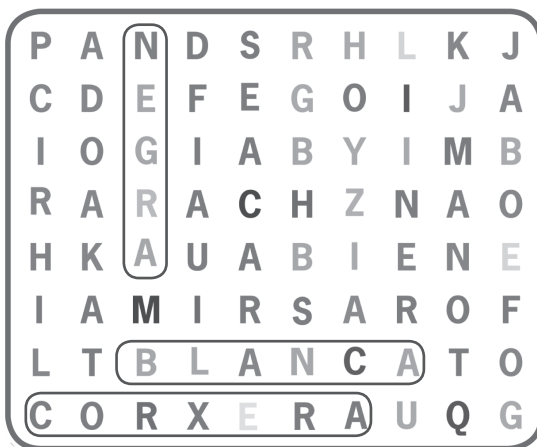 P A N D S R H L K J
C D E F E G O I J A
I O G I A B Y I M B
R A R A C H Z N A O
H K A U A B I E N E
I A M I R S A R O F
L T B L A N C A T O
C O R X E R A U Q G